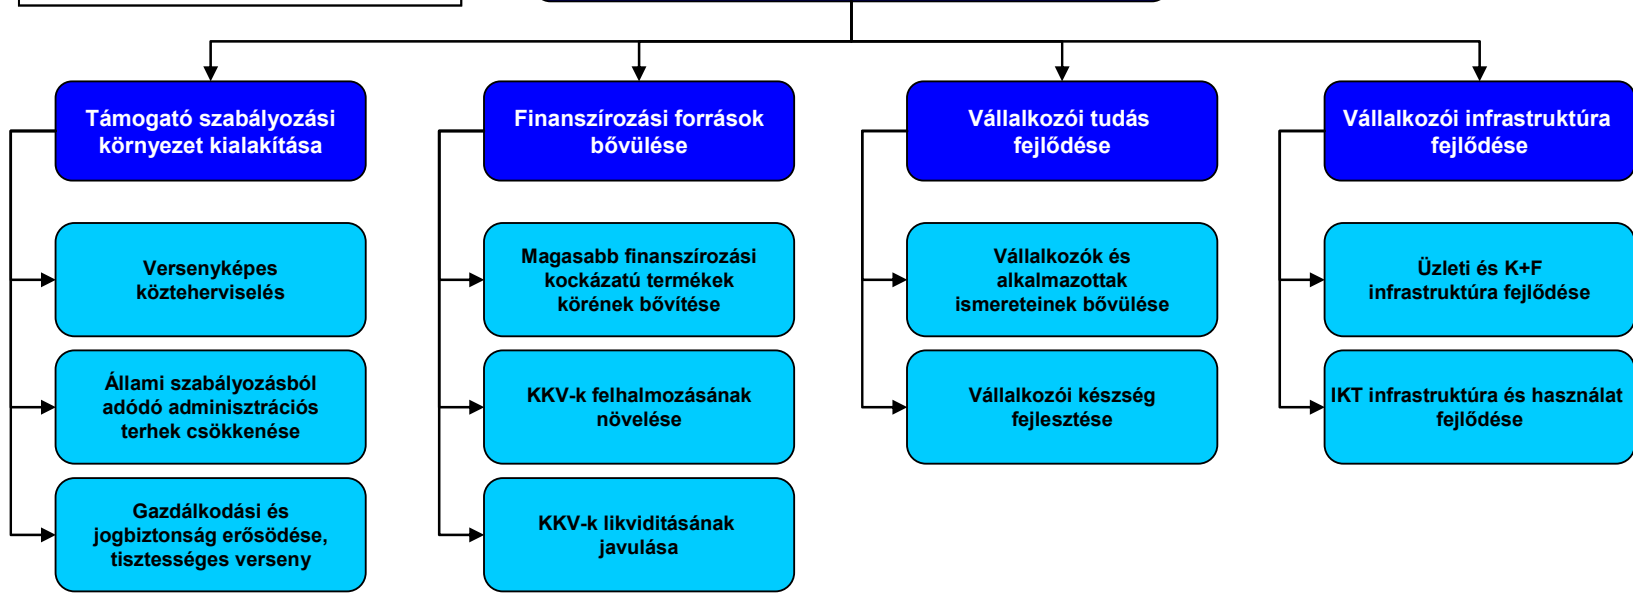 Támogató szabályozási
környezet kialakítása
Versenyképes
közteherviselés
Állami szabályozásból
adódó adminisztrációs
terhek csökkenése
Gazdálkodási és
jogbiztonság erősödése,
tisztességes verseny
Finanszírozási források
bővülése
Magasabb finanszírozási
kockázatú termékek
körének bővítése
KKV-k felhalmozásának
növelése
KKV-k likviditásának
javulása
Vállalkozói tudás
fejlődése
Vállalkozók és
alkalmazottak
ismereteinek bővülése
Vállalkozói készség
fejlesztése
Vállalkozói infrastruktúra
fejlődése
Üzleti és K+F
infrastruktúra fejlődése
IKT infrastruktúra és használat
fejlődése